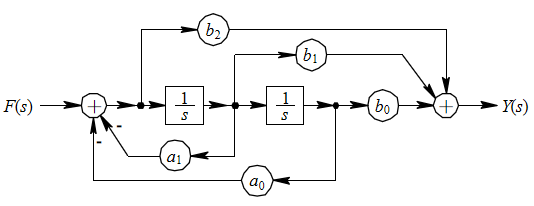 b₂
b₁
F(s) + 1/s 1/s b₀ + Y(s)
- a₁
- a₀